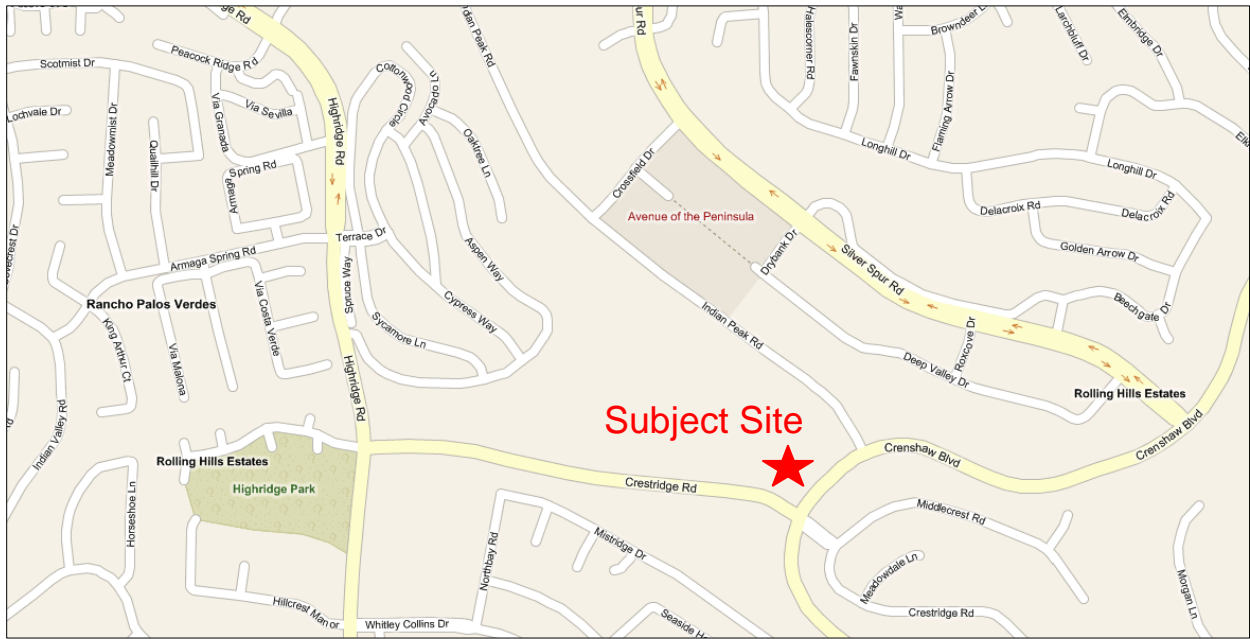 Peacock Ridge Rd
Scotmist Dr
Via Sevilla
Lochvale Dr
Meadowmist Dr
Quailhill Dr
Via Granada
Highridge Rd
Cottonwood Circle
Avocado Ln
Oaktree Ln
Indian Peak Rd
ur Rd
Halescorner Rd
Fawnskin Dr
Wa
Browndeer L
Larchbluff Dr
Elmbridge Dr
Flaming Arrow Dr
Elk
Longhill Dr
Longhill Dr
Spring Rd
Armaga
Crossfield Dr
Avenue of the Peninsula
Delacroix Rd
Delacroix Rd
Golden Arrow Dr
Terrace Dr
Armaga Spring Rd
ovecrest Dr
Aspen Way
Drybank Dr
Silver Spur Rd
Beechgate Dr
Rancho Palos Verdes
Via Costa Verde
Spruce Way
Cypress Way
Sycamore Ln
Indian Peak Rd
King Arthur Ct
Via Malona
Highridge Rd
Roxcove Dr
Deep Valley Dr
Rolling Hills Estates
Subject Site
Indian Valley Rd
Crenshaw Blvd
Crenshaw Blvd
Rolling Hills Estates
Highridge Park
Crestridge Rd
Horseshoe Ln
Middlecrest Rd
Northbay Rd
Mistridge Dr
Meadowdale Ln
Morgan Ln
Hillcrest Manor
Whitley Collins Dr
Seaside H
Crestridge Rd